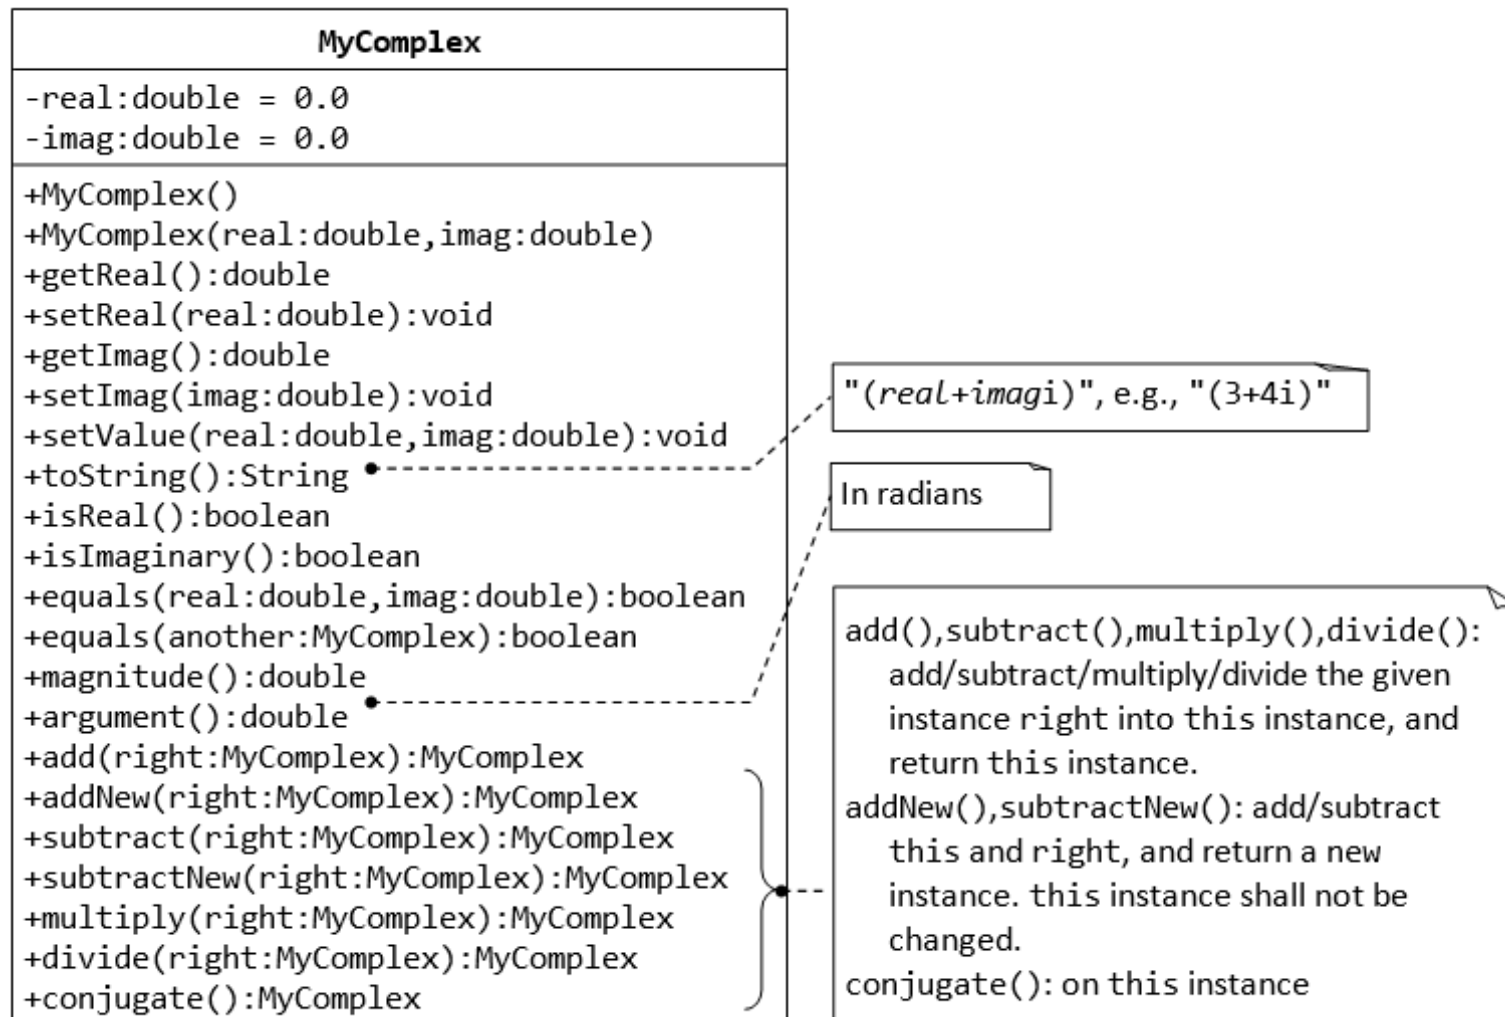 MyComplex
-real:double = 0.0
-imag:double = 0.0
+MyComplex()
+MyComplex(real:double,imag:double)
+getReal():double
+setReal(real:double):void
+getImag():double
+setImag(imag:double):void
+setValue(real:double,imag:double):void
+toString():String
+isReal():boolean
+isImaginary():boolean
+equals(real:double,imag:double):boolean
+equals(another:MyComplex):boolean
+magnitude():double
+argument():double
+add(right:MyComplex):MyComplex
+addNew(right:MyComplex):MyComplex
+subtract(right:MyComplex):MyComplex
+subtractNew(right:MyComplex):MyComplex
+multiply(right:MyComplex):MyComplex
+divide(right:MyComplex):MyComplex
+conjugate():MyComplex
"(real+imagi)", e.g., "(3+4i)"
In radians
add(),subtract(),multiply(),divide():
add/subtract/multiply/divide the given
instance right into this instance, and
return this instance.
addNew(),subtractNew(): add/subtract
this and right, and return a new
instance. this instance shall not be
changed.
conjugate(): on this instance